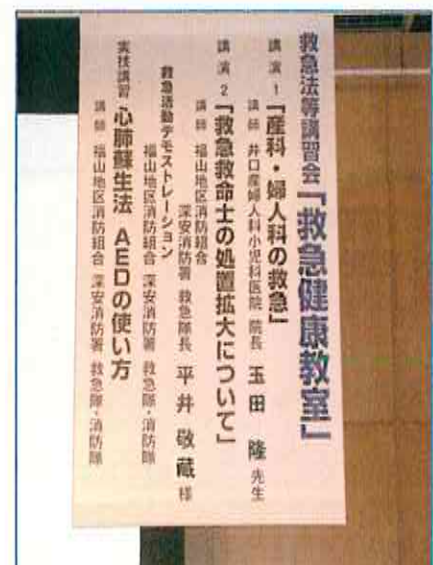 救急法等講習会「救急健康教室」
講演1「産科・婦人科の救急」
講師 井口産婦人科小児科医院 院長 玉田 隆 先生
講演2「救急救命士の処置拡大について」
講師 福山地区消防組合
深安消防署 救急隊長 平井 敬蔵 様
救急活動デモストレーション
福山地区消防組合 深安消防署 救急隊・消防隊
実技講習 心肺蘇生法 AEDの使い方
講師 福山地区消防組合 深安消防署 救急隊・消防隊